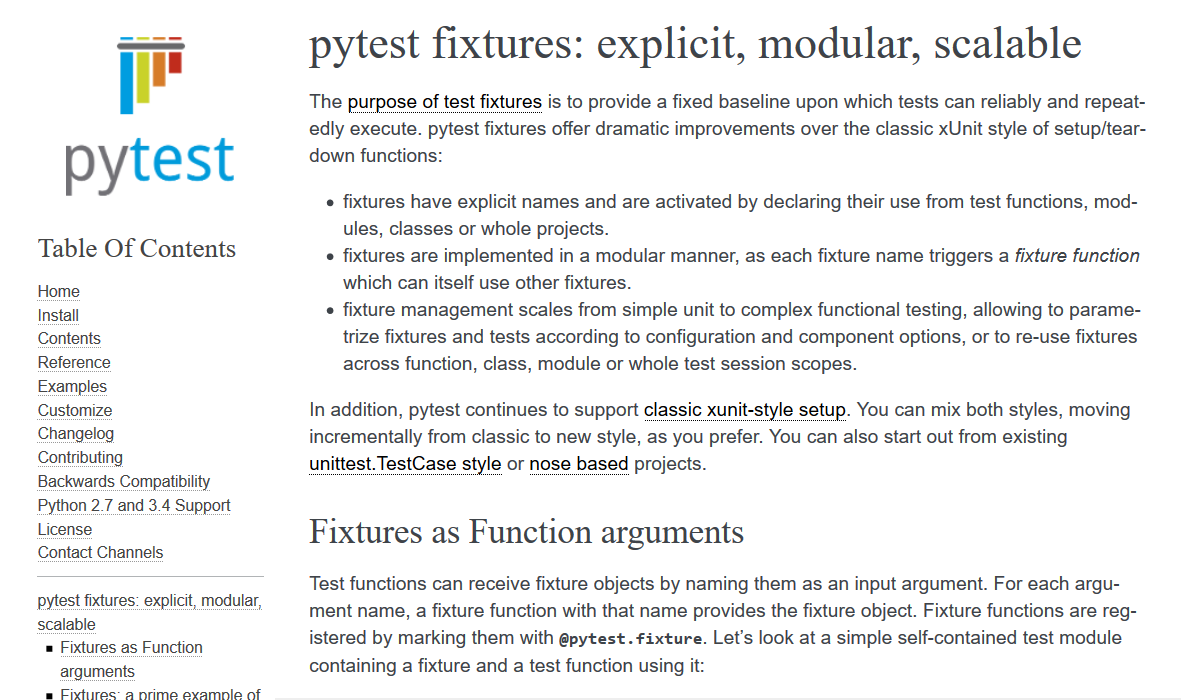 pytest
Table Of Contents
Home
Install
Contents
Reference
Examples
Customize
Changelog
Contributing
Backwards Compatibility
Python 2.7 and 3.4 Support
License
Contact Channels
pytest fixtures: explicit, modular,
scalable
Fixtures as Function
arguments
Fixtures: a prime example of
pytest fixtures: explicit, modular, scalable
The purpose of test fixtures is to provide a fixed baseline upon which tests can reliably and repeat-
edly execute. pytest fixtures offer dramatic improvements over the classic xUnit style of setup/tear-
down functions:
• fixtures have explicit names and are activated by declaring their use from test functions, mod-
ules, classes or whole projects.
• fixtures are implemented in a modular manner, as each fixture name triggers a fixture function
which can itself use other fixtures.
• fixture management scales from simple unit to complex functional testing, allowing to parame-
trize fixtures and tests according to configuration and component options, or to re-use fixtures
across function, class, module or whole test session scopes.
In addition, pytest continues to support classic xunit-style setup. You can mix both styles, moving
incrementally from classic to new style, as you prefer. You can also start out from existing
unittest.TestCase style or nose based projects.
Fixtures as Function arguments
Test functions can receive fixture objects by naming them as an input argument. For each argu-
ment name, a fixture function with that name provides the fixture object. Fixture functions are reg-
istered by marking them with @pytest.fixture. Let’s look at a simple self-contained test module
containing a fixture and a test function using it: